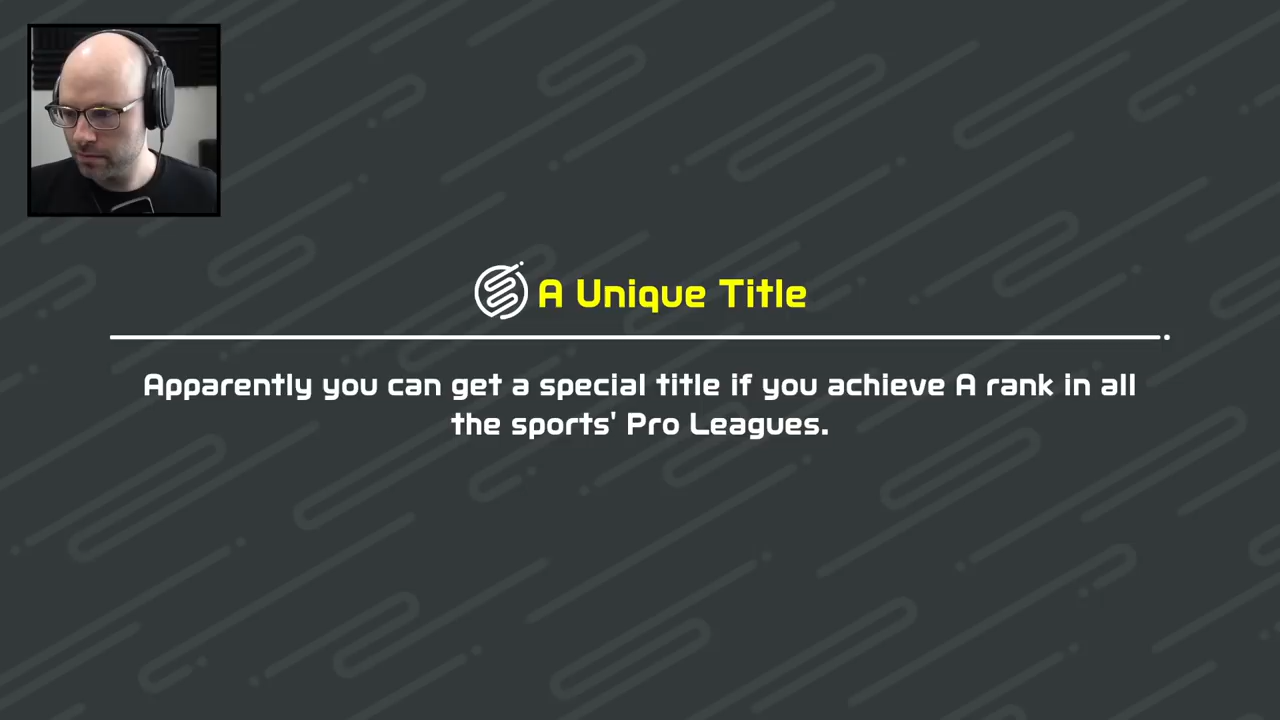 A Unique Title
Apparently you can get a special title if you achieve A rank in all
the sports' Pro Leagues.